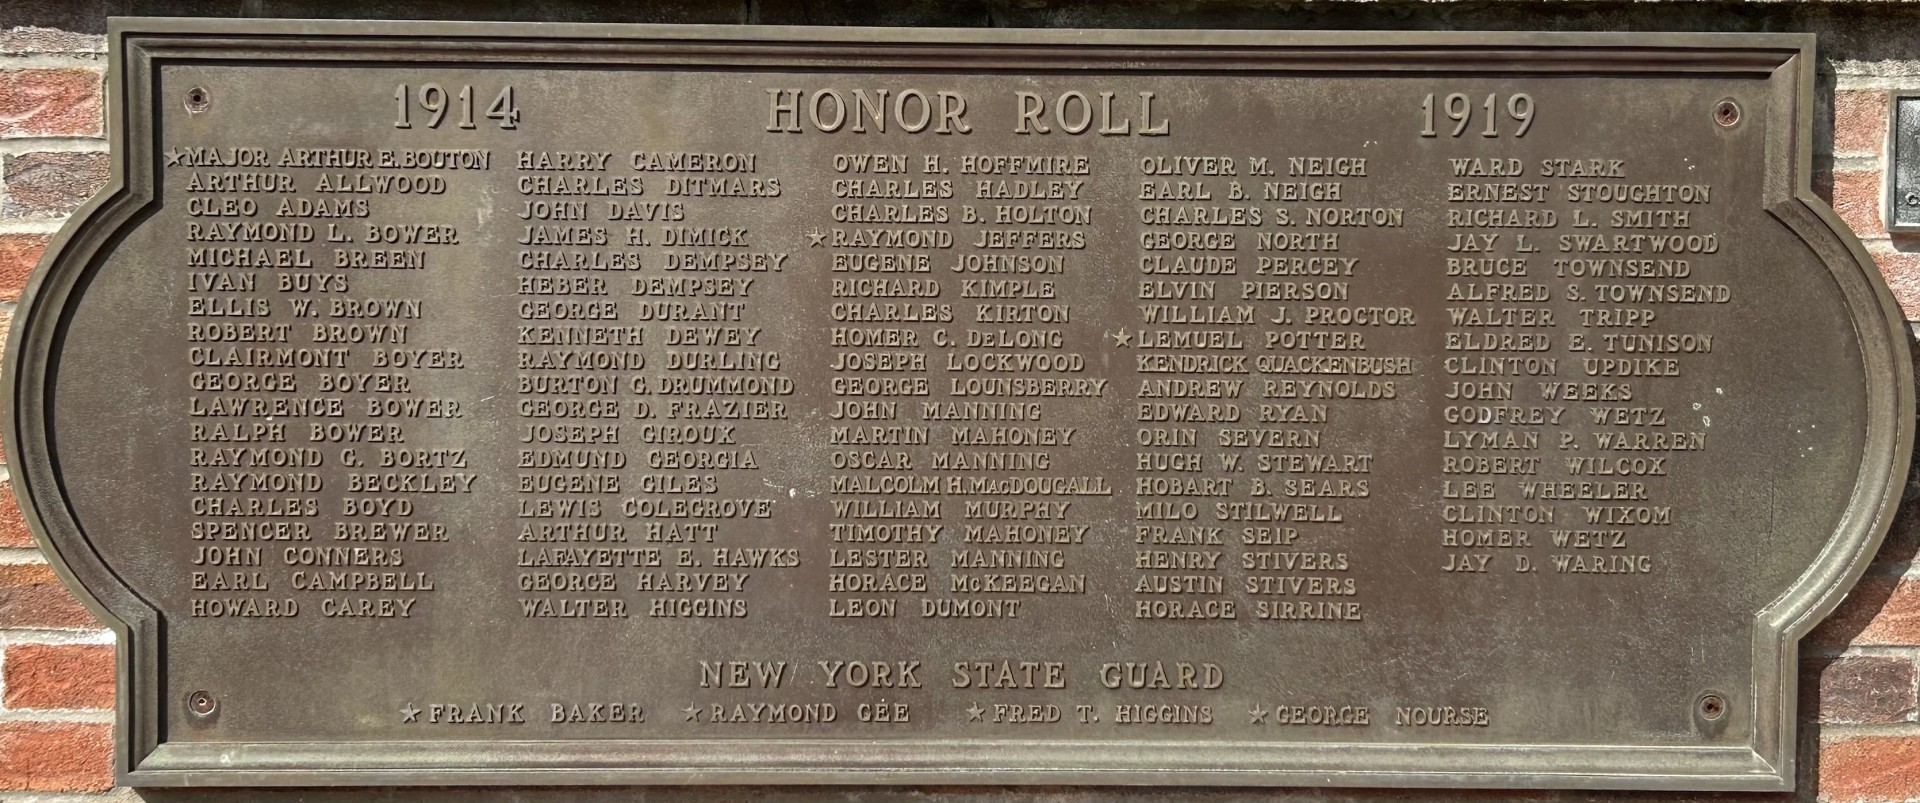 1914 HONOR ROLL 1919
★MAJOR ARTHUR E. BOUTON
ARTHUR ALLWOOD
CLEO ADAMS
RAYMOND L. BOWER
MICHAEL BREEN
IVAN BUYS
ELLIS W. BROWN
ROBERT BROWN
CLAIRMONT BOYER
GEORGE BOYER
LAWRENCE BOWER
RALPH BOWER
RAYMOND G. BORTZ
RAYMOND BECKLEY
CHARLES BOYD
SPENCER BREWER
JOHN CONNERS
EARL CAMPBELL
HOWARD CAREY
HARRY CAMERON
CHARLES DITMARS
JOHN DAVIS
JAMES H. DIMICK
CHARLES DEMPSEY
HEBER DEMPSEY
GEORGE DURANT
KENNETH DEWEY
RAYMOND DURLING
BURTON G. DRUMMOND
GEORGE D. FRAZIER
JOSEPH GIROUX
EDMUND GEORGIA
EUGENE GILES
LEWIS COLEGROVE
ARTHUR HATT
LAFAYETTE E. HAWKS
GEORGE HARVEY
WALTER HIGGINS
OWEN H. HOFFMIRE
CHARLES HADLEY
CHARLES B. HOLTON
★RAYMOND JEFFERS
EUGENE JOHNSON
RICHARD KIMPLE
CHARLES KIRTON
HOMER C. DeLONG
JOSEPH LOCKWOOD
GEORGE LOUNSBERRY
JOHN MANNING
MARTIN MAHONEY
OSCAR MANNING
MALCOLM H. MacDOUGALL
WILLIAM MURPHY
TIMOTHY MAHONEY
LESTER MANNING
HORACE McKEEGAN
LEON DUMONT
OLIVER M. NEIGH
EARL B. NEIGH
CHARLES S. NORTON
GEORGE NORTH
CLAUDE PERCEY
ELVIN PIERSON
WILLIAM J. PROCTOR
★LEMUEL POTTER
KENDRICK QUACKENBUSH
ANDREW REYNOLDS
EDWARD RYAN
ORIN SEVERN
HUGH W. STEWART
HOBART B. SEARS
MILO STILWELL
FRANK SEIP
HENRY STIVERS
AUSTIN STIVERS
HORACE SIRRINE
WARD STARK
ERNEST STOUGHTON
RICHARD L. SMITH
JAY L. SWARTWOOD
BRUCE TOWNSEND
ALFRED S. TOWNSEND
WALTER TRIPP
ELDRED E. TUNISON
CLINTON UPDIKE
JOHN WEEKS
GODFREY WETZ
LYMAN P. WARREN
ROBERT WILCOX
LEE WHEELER
CLINTON WIXOM
HOMER WETZ
JAY D. WARING
NEW YORK STATE GUARD
★FRANK BAKER ★RAYMOND GEE ★FRED T. HIGGINS ★GEORGE NOURSE